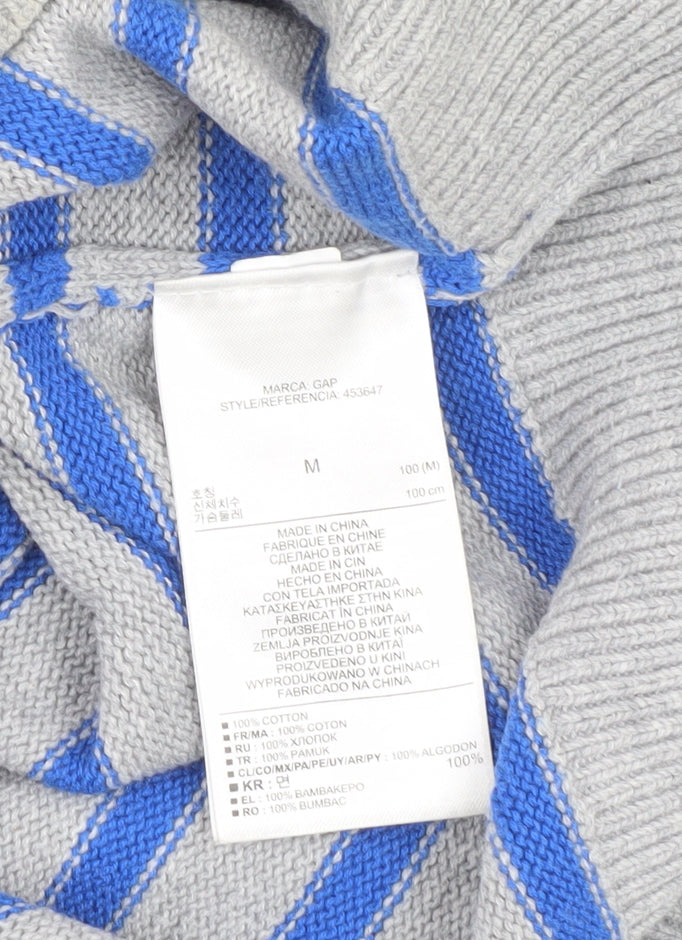 MARCA: GAP
STYLE/REFERENCIA: 453647
M
호칭 100 (M)
신체치수
가슴둘레 100 cm
MADE IN CHINA
FABRIQUE EN CHINE
СДЕЛАНО В КИТАЕ
MADE IN CIN
HECHO EN CHINA
CON TELA IMPORTADA
ΚΑΤΑΣΚΕΥΑΣΤΗΚΕ ΣΤΗΝ ΚΙΝΑ
FABRICAT ÎN CHINA
ПРОИЗВЕДЕНО В КИТАЙ
ZEMLJA PROIZVODNJE KINA
ВИРОБЛЕНО В КИТАЇ
PROIZVEDENO U KINI
WYPRODUKOWANO W CHINACH
FABRICADO NA CHINA
■ 100% COTTON
■ FR/MA : 100% COTON
■ RU : 100% ХЛОПОК
■ TR : 100% PAMUK
■ CL/CO/MX/PA/PE/UY/AR/PY : 100% ALGODON
■ KR : 면 100%
■ EL : 100% ΒΑΜΒΑΚΕΡΟ
■ RO : 100% BUMBAC